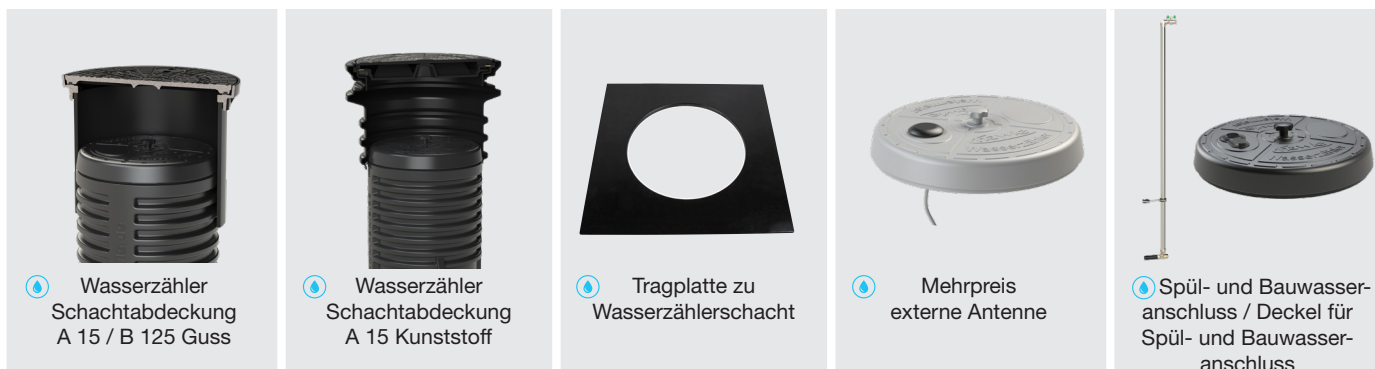 Wasserzähler
Schachtabdeckung
A 15 / B 125 Guss
Wasserzähler
Schachtabdeckung
A 15 Kunststoff
Tragplatte zu
Wasserzählerschacht
Mehrpreis
externe Antenne
Spül- und Bauwasser-
anschluss / Deckel für
Spül- und Bauwasser-
anschluss